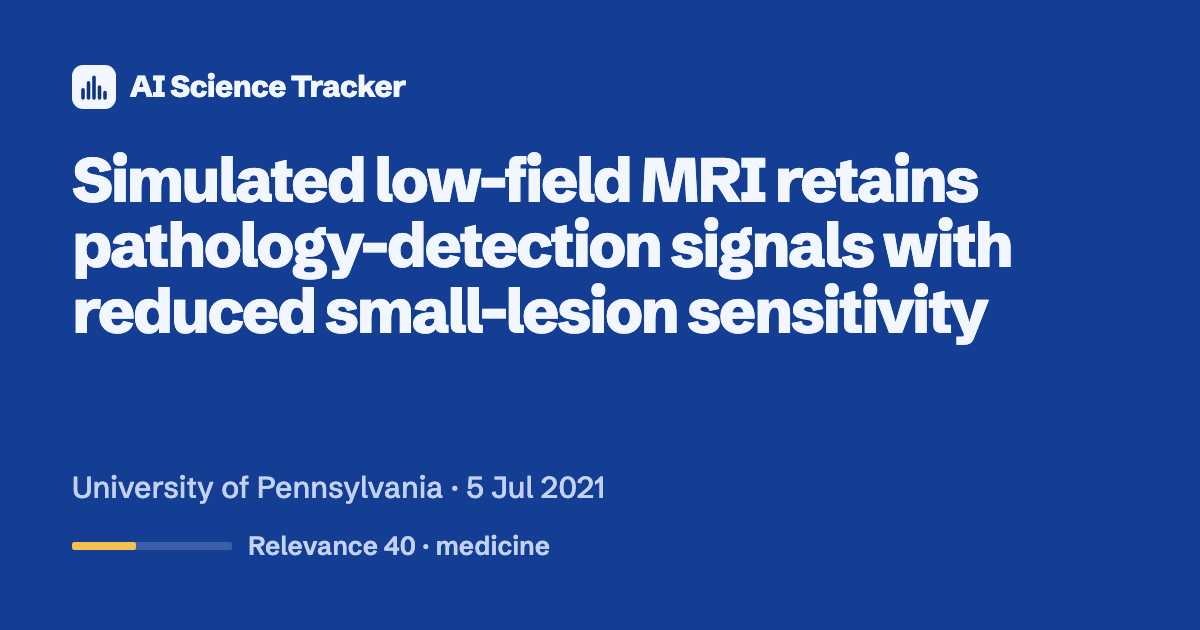 AI Science Tracker
Simulated low-field MRI retains
pathology-detection signals with
reduced small-lesion sensitivity
University of Pennsylvania · 5 Jul 2021
Relevance 40 · medicine